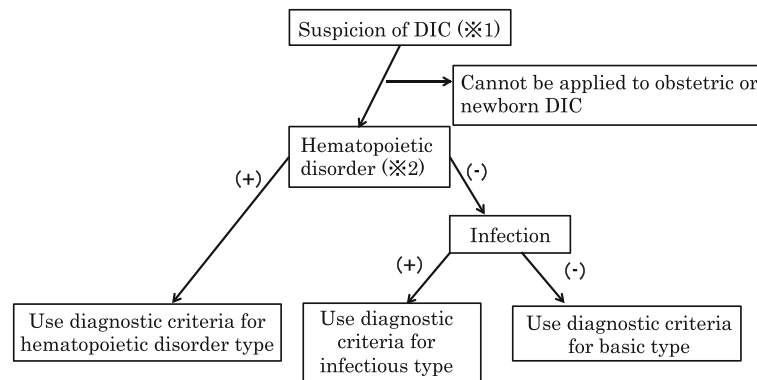 Suspicion of DIC (※1)
Cannot be applied to obstetric or
newborn DIC
Hematopoietic
disorder (※2)
(+)
(-)
Infection
(+)
(-)
Use diagnostic criteria for
hematopoietic disorder type
Use diagnostic
criteria for
infectious type
Use diagnostic criteria
for basic type